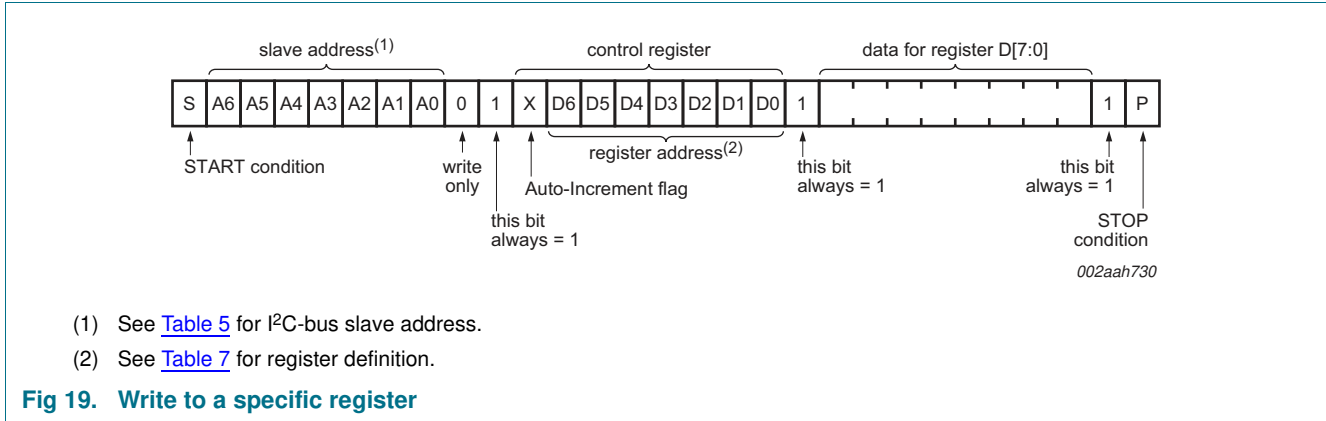 slave address(1) control register data for register D[7:0]
S A6 A5 A4 A3 A2 A1 A0 0 1 X D6 D5 D4 D3 D2 D1 D0 1 1 P
register address(2)
START condition write only Auto-Increment flag this bit always = 1 this bit always = 1
this bit always = 1
STOP condition
002aah730
(1) See Table 5 for I²C-bus slave address.
(2) See Table 7 for register definition.
Fig 19. Write to a specific register